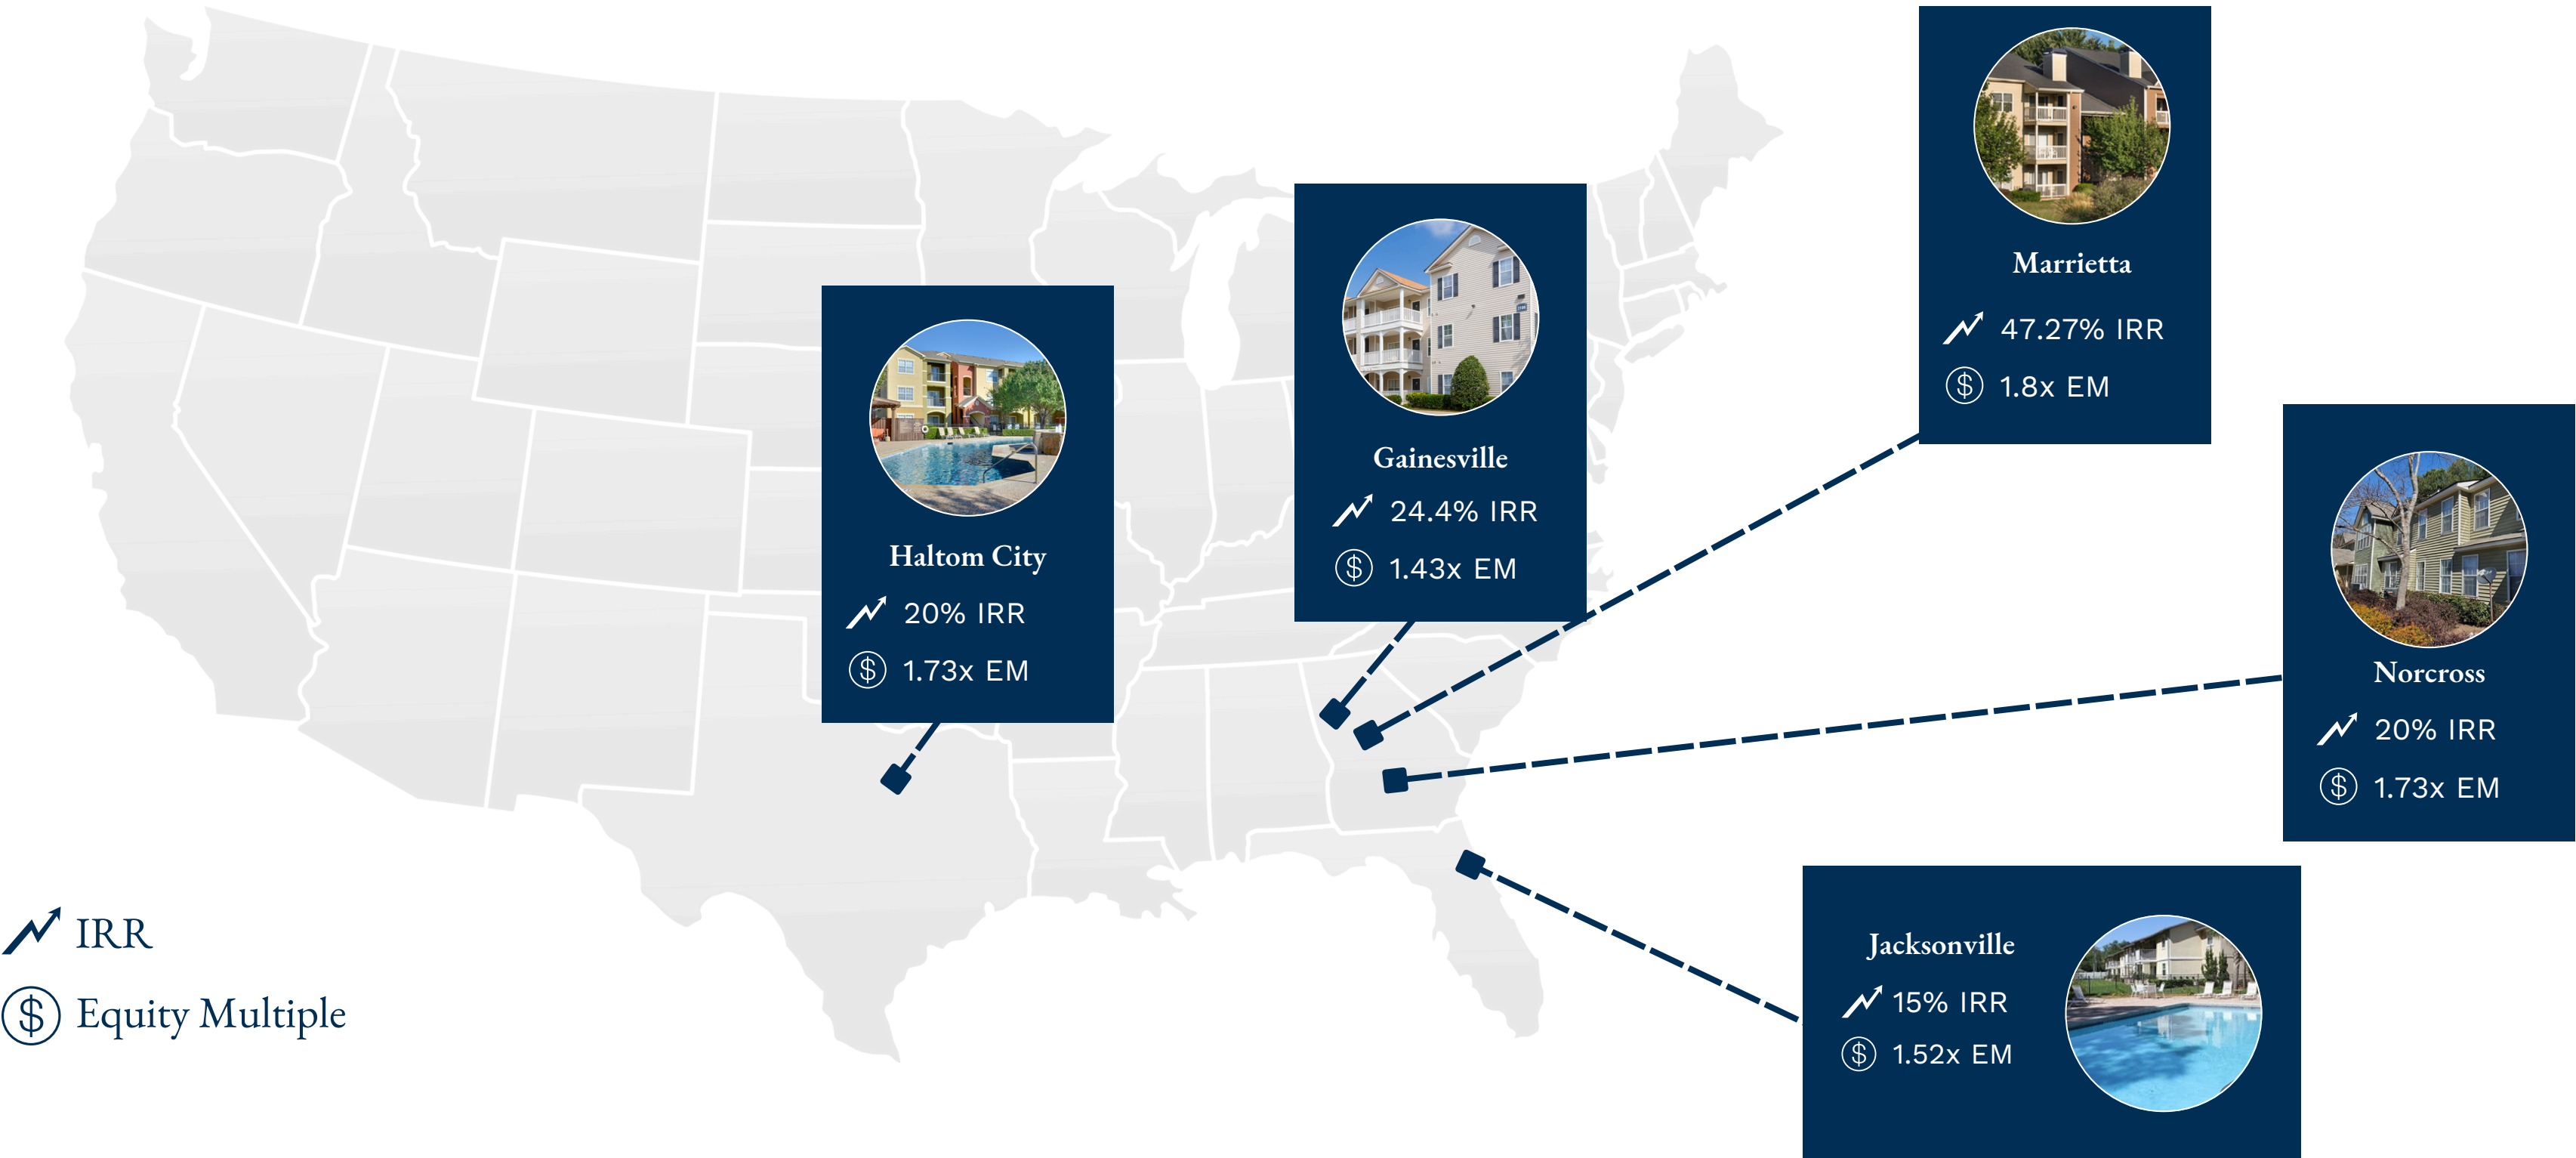 Marrietta
47.27% IRR
1.8x EM
Gainesville
24.4% IRR
1.43x EM
Haltom City
20% IRR
1.73x EM
Norcross
20% IRR
1.73x EM
Jacksonville
15% IRR
1.52x EM
IRR
Equity Multiple